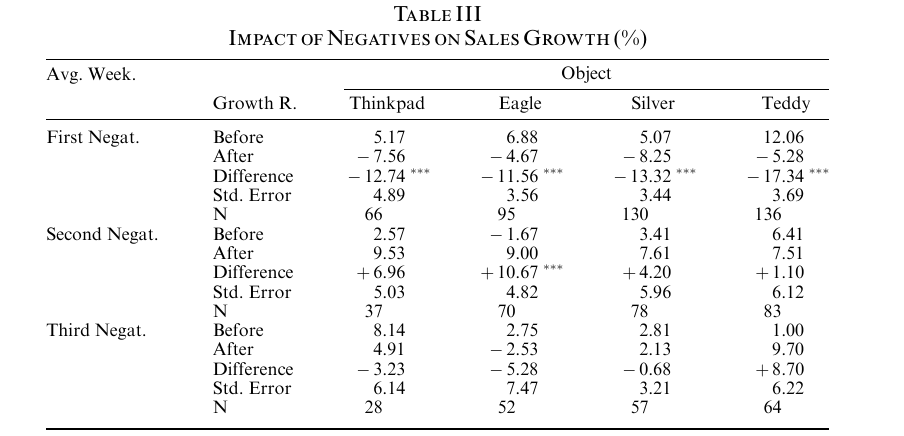 TABLE III
IMPACT OF NEGATIVES ON SALES GROWTH (%)
Avg. Week. Object
Growth R. Thinkpad Eagle Silver Teddy
First Negat. Before 5.17 6.88 5.07 12.06
After −7.56 −4.67 −8.25 −5.28
Difference −12.74 *** −11.56 *** −13.32 *** −17.34 ***
Std. Error 4.89 3.56 3.44 3.69
N 66 95 130 136
Second Negat. Before 2.57 −1.67 3.41 6.41
After 9.53 9.00 7.61 7.51
Difference +6.96 +10.67 *** +4.20 +1.10
Std. Error 5.03 4.82 5.96 6.12
N 37 70 78 83
Third Negat. Before 8.14 2.75 2.81 1.00
After 4.91 −2.53 2.13 9.70
Difference −3.23 −5.28 −0.68 +8.70
Std. Error 6.14 7.47 3.21 6.22
N 28 52 57 64